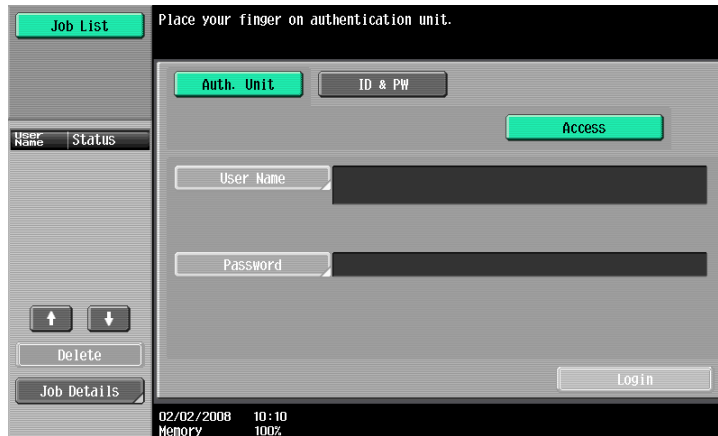 Job List
Place your finger on authentication unit.
Auth. Unit
ID & PW
Access
User Name
Status
User Name
Password
Delete
Job Details
Login
02/02/2008 10:10
Memory 100%